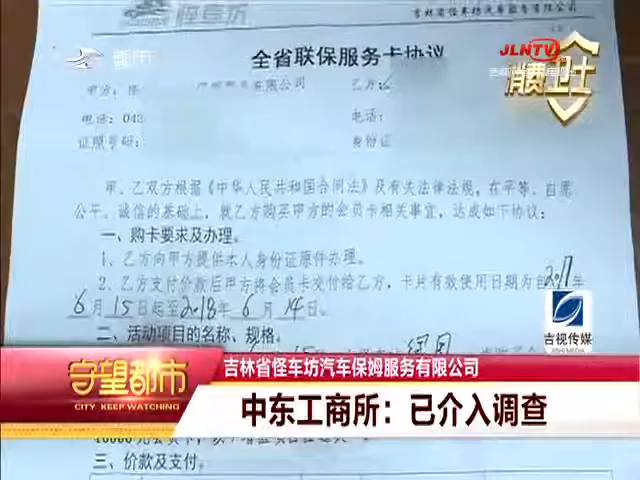 怪车坊
吉林省怪车坊汽车服务有限公司
都市
JLNTV
消费卫士
全省联保服务卡协议
甲方：
有限公司
乙方：
电话：043
电话：
证照号码：
身份证
甲、乙双方根据《中华人民共和国合同法》及有关法律法规，在平等、自愿
公平、诚信的基础上，就乙方购买甲方的会员卡相关事宜，达成如下协议：
一、购卡要求及办理。
1、乙方向甲方提供本人身份证原件办理。
2、乙方支付价款后甲方将会员卡交付给乙方，卡片有效使用日期为自2017年
6月15日起至2018年6月14日。
二、活动项目的名称、规格。
吉视传媒
守望都市
CITY KEEP WATCHING
吉林省怪车坊汽车保姆服务有限公司
中东工商所：已介入调查
三、价款及支付。